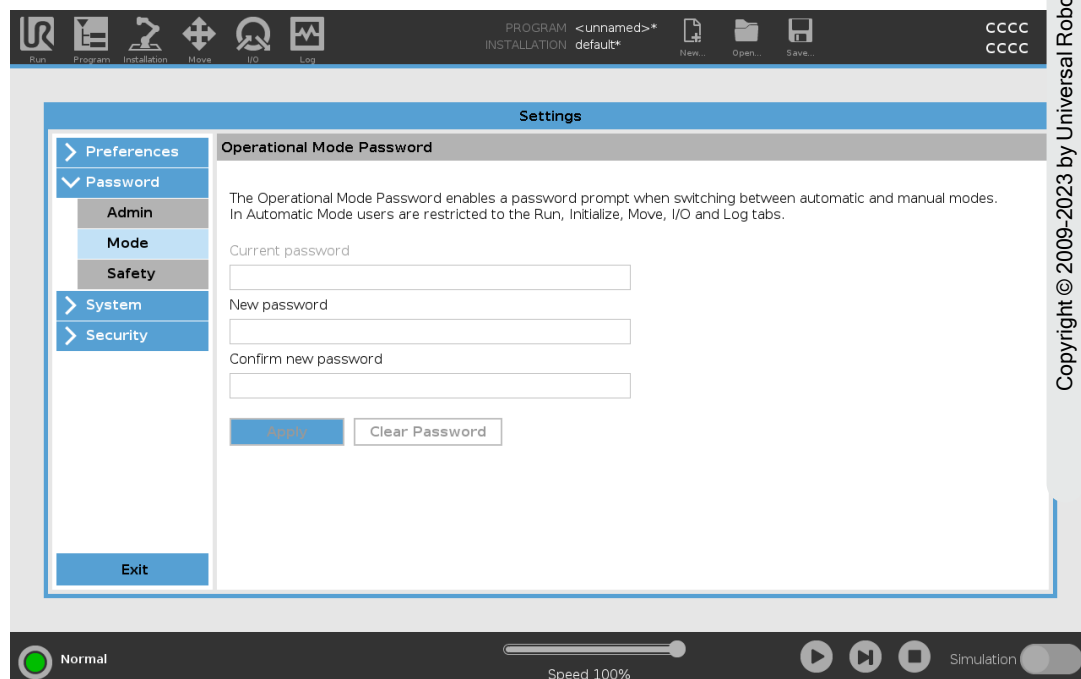 UR
Run
Program
Installation
Move
I/O
Log
PROGRAM <unnamed>*
INSTALLATION default*
New...
Open...
Save...
CCCC
CCCC
Settings
Preferences
Password
Admin
Mode
Safety
System
Security
Exit
Operational Mode Password
The Operational Mode Password enables a password prompt when switching between automatic and manual modes.
In Automatic Mode users are restricted to the Run, Initialize, Move, I/O and Log tabs.
Current password
New password
Confirm new password
Apply
Clear Password
Normal
Speed 100%
Simulation
Copyright © 2009-2023 by Universal Robo